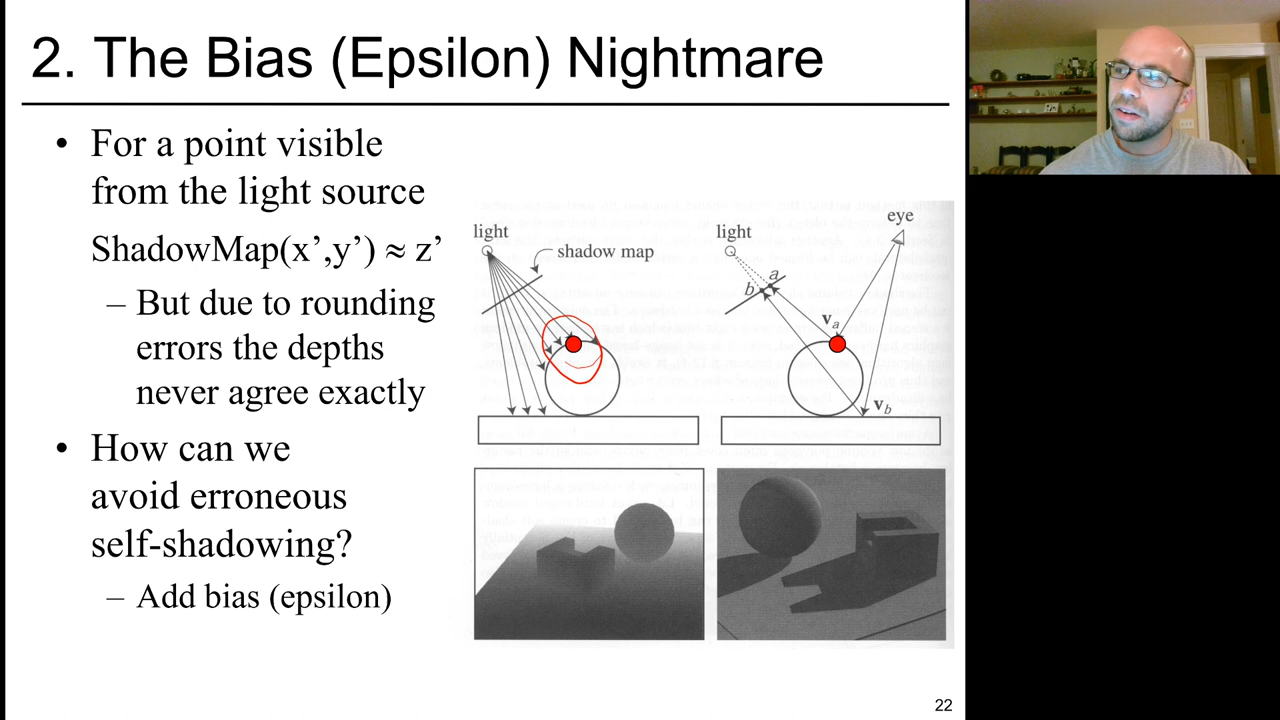 2. The Bias (Epsilon) Nightmare
• For a point visible
from the light source
ShadowMap(x’,y’) ≈ z’
– But due to rounding
errors the depths
never agree exactly
• How can we
avoid erroneous
self-shadowing?
– Add bias (epsilon)
light
shadow map
light
eye
a
b
va
vb
22